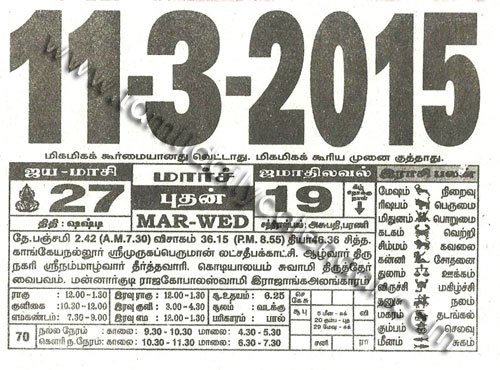 11-3-2015
மிகமிகக் கூர்மையானது வெட்டாது. மிகமிகக் கூரிய முனை குத்தாது.
ஜய-மாசி
மார்ச்
ஜமாதிலவல்
இராசி பலன்
27
புதன்
19
கீழ் நோக்கு நாள்
திதி : ஷஷ்டி
MAR-WED
சந்தாஷ்டமம் : அசுபதி, பரணி
தே.பஞ்சமி 2.42 (A.M.7.30) விசாகம் 36.15 (P.M. 8.55) தியா 46.36 சித்த.
காங்கேயநல்லூர் ஸ்ரீமுருகப்பெருமான் லட்சதீபக்காட்சி. ஆழ்வார் திரு
நகரி ஸ்ரீநம்மாழ்வார் தீர்த்தவாரி. கொடியாலயம் சுவாமி திருத்தேர்
வைபவம். மன்னார்குடி ராஜகோபாலஸ்வாமி இராஜாங்கஅலங்காரம்
மேஷம் நிறைவு
ரிஷபம் பெருமை
மிதுனம் பொறுமை
கடகம் வெற்றி
சிம்மம் கவலை
கன்னி சோதனை
துலாம் ஊக்கம்
விருச் மகிழ்ச்சி
தனுசு நஷ்டம்
மகரம் தடங்கல்
கும்பம் செலவு
மீனம் சுகம்
ராகு : 12.00 -1.30 இரவு ராகு : 12.00 -1.30 சூ.உதயம் : 6.25
குளிகை :10.30 -12.00 இரவு குளி : 3.00 -4.30 சூலம் : வடக்கு
எமகண்டம்: 7.30 -9.00 இரவு எம : 12.00 -1.30 பரிகாரம் : பால்
70
நல்ல நேரம் : காலை: 9.30 - 10.30 மாலை: 4.30 - 5.30
கௌரி ந.நேரம் : காலை: 10.30 - 11.30 மாலை: 6.30 - 7.30
சனி
ரா